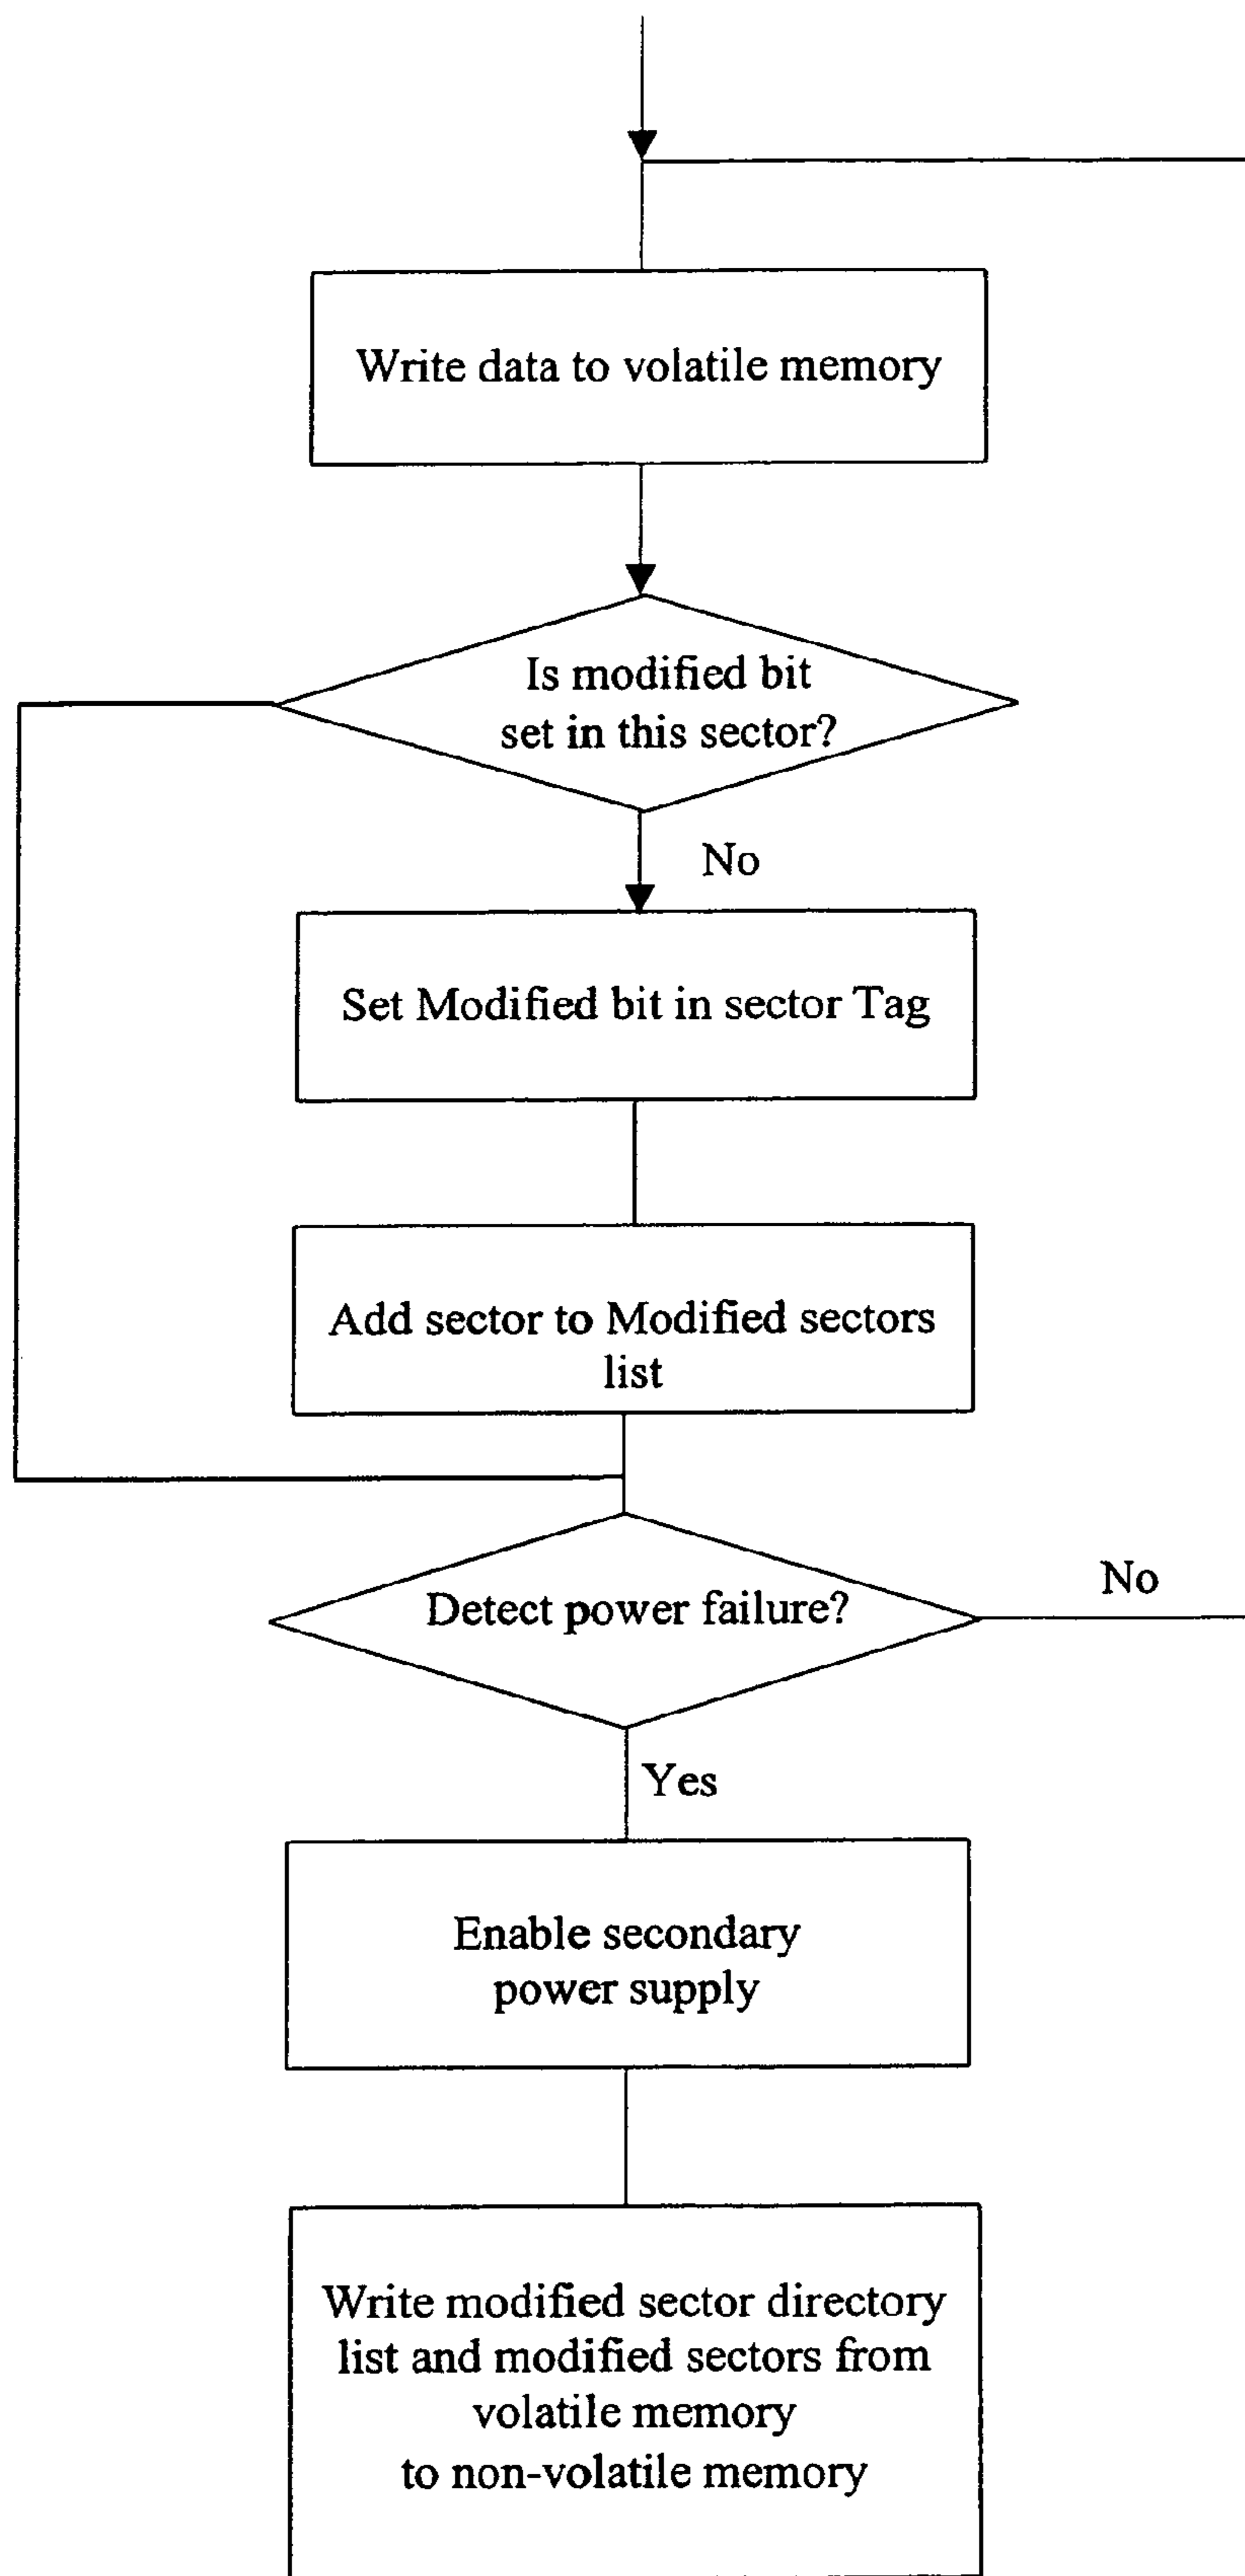 Write data to volatile memory
Is modified bit
set in this sector?
No
Set Modified bit in sector Tag
Add sector to Modified sectors
list
Detect power failure?
No
Yes
Enable secondary
power supply
Write modified sector directory
list and modified sectors from
volatile memory
to non-volatile memory